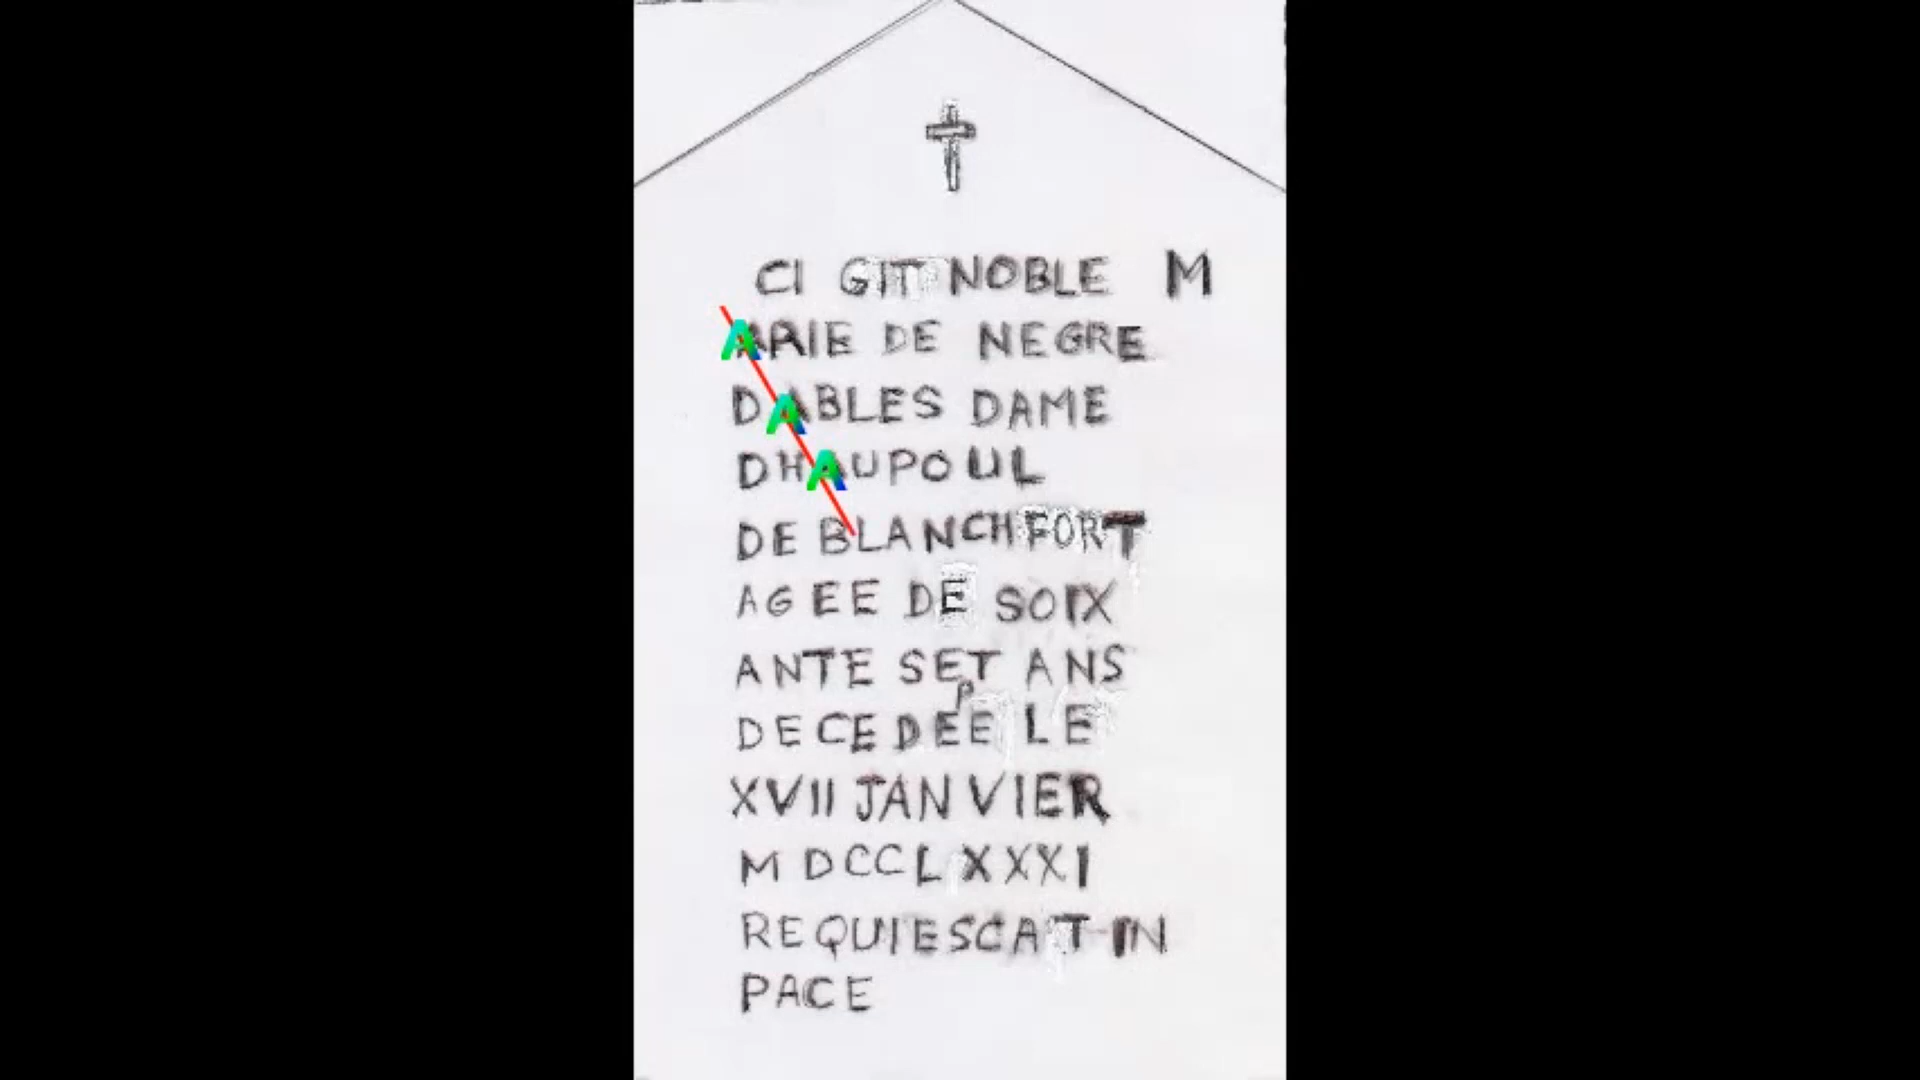 CI GIT NOBLE M
ARIE DE NEGRE
DABLES DAME
DHAUPOUL
DE BLANCHFORT
AGEE DE SOIX
ANTE SEPT ANS
DECEDEE LE
XVII JANVIER
MDCCLXXXI
REQUIESCAT IN
PACE